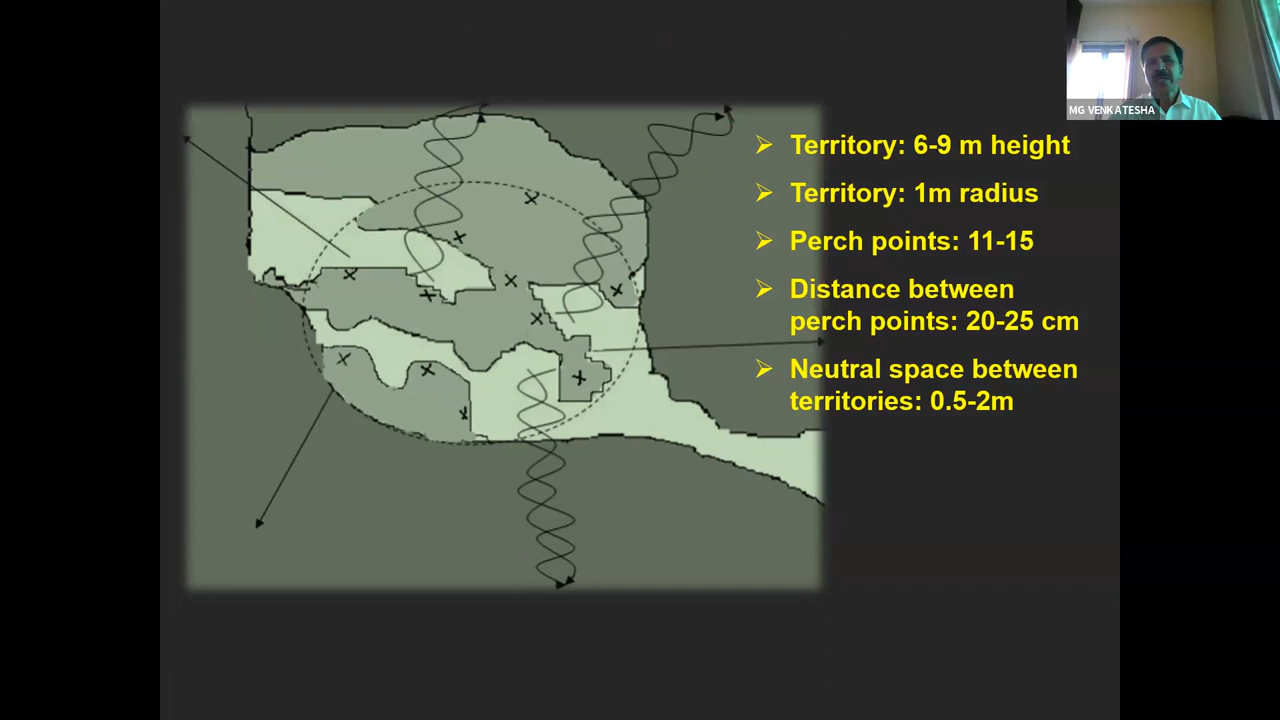 MG VENKATESHA
Territory: 6-9 m height
Territory: 1m radius
Perch points: 11-15
Distance between
perch points: 20-25 cm
Neutral space between
territories: 0.5-2m